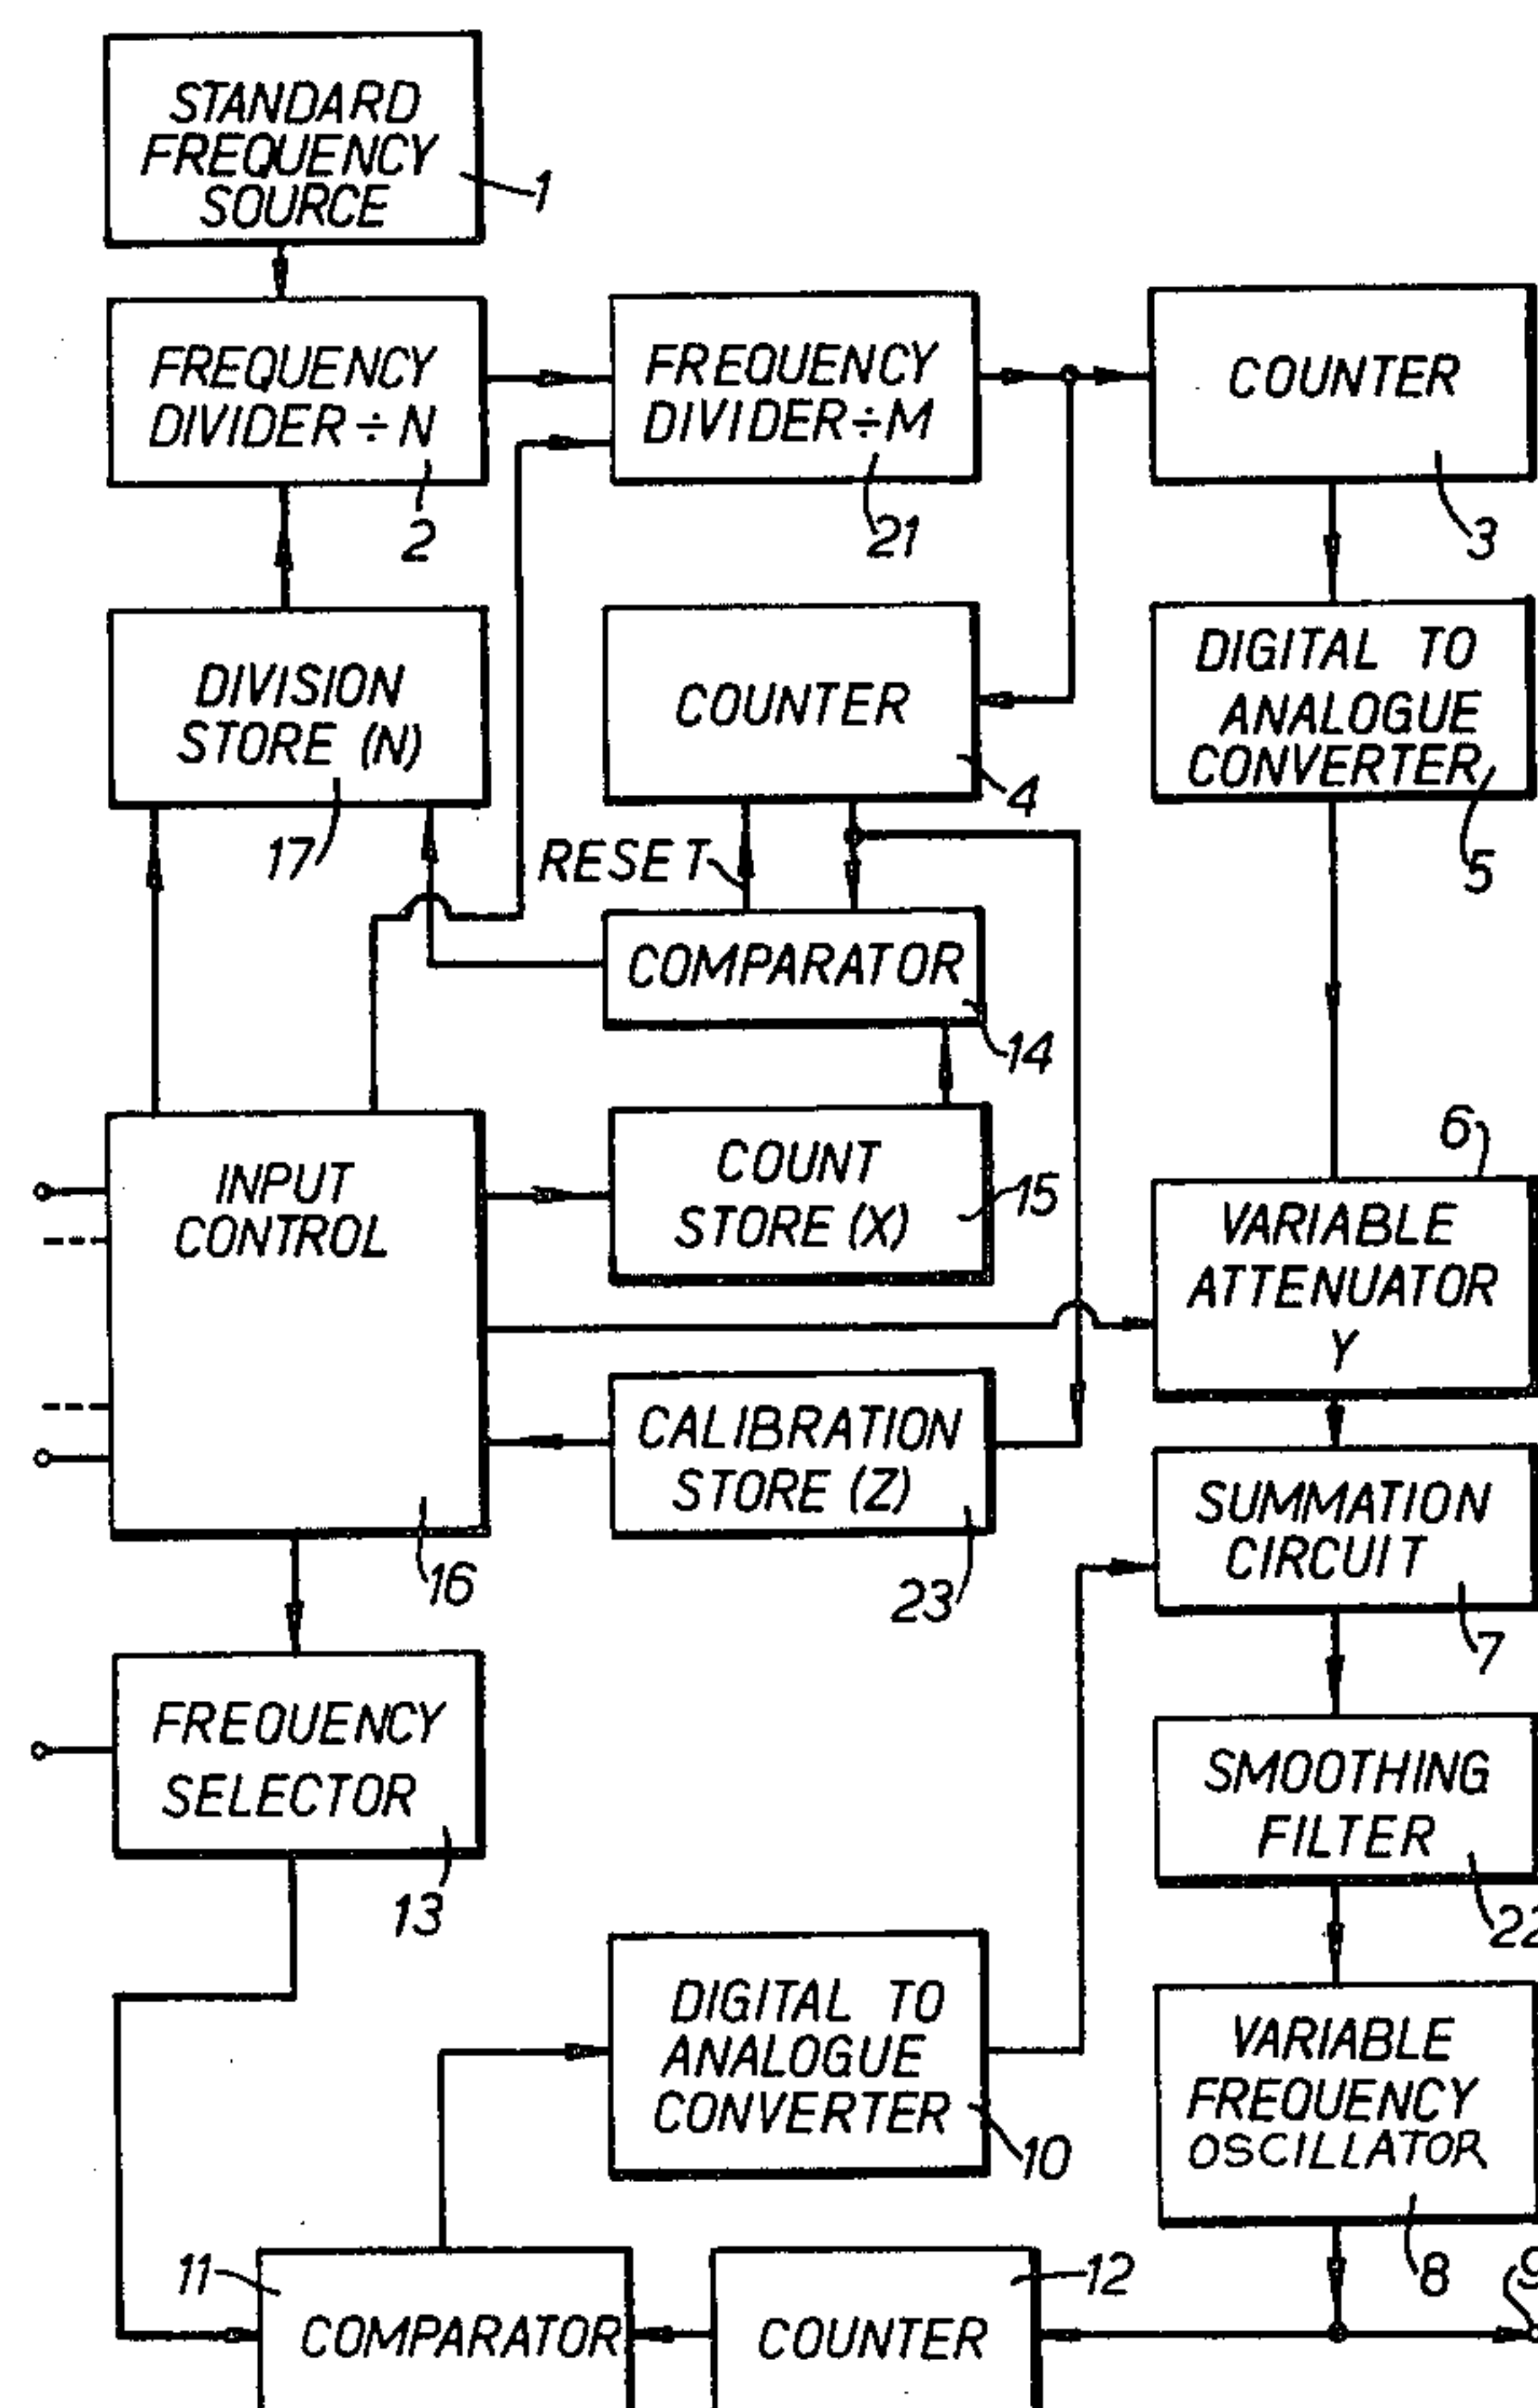 STANDARD
FREQUENCY
SOURCE
1
FREQUENCY
DIVIDER ÷ N
2
FREQUENCY
DIVIDER ÷ M
21
COUNTER
3
DIVISION
STORE (N)
17
COUNTER
4
DIGITAL TO
ANALOGUE
CONVERTER
5
RESET
COMPARATOR
14
INPUT
CONTROL
16
COUNT
STORE (X)
15
6
VARIABLE
ATTENUATOR
Y
CALIBRATION
STORE (Z)
23
SUMMATION
CIRCUIT
7
FREQUENCY
SELECTOR
13
SMOOTHING
FILTER
22
DIGITAL TO
ANALOGUE
CONVERTER
10
VARIABLE
FREQUENCY
OSCILLATOR
8
9
11
COMPARATOR
12
COUNTER